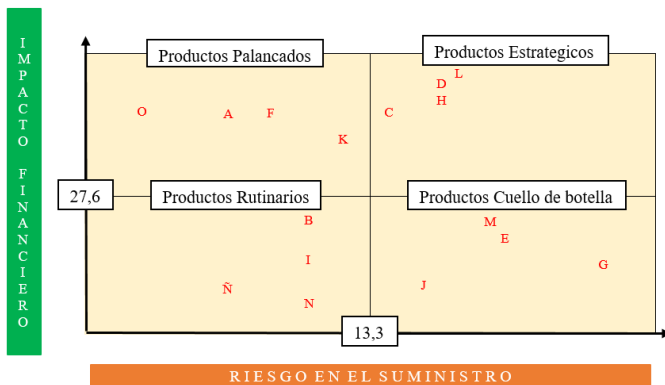 IMPACTO FINANCIERO
Productos Palancados
Productos Estrategicos
L
D
H
O
A
F
C
K
27,6
Productos Rutinarios
Productos Cuello de botella
B
M
E
I
G
Ñ
J
N
13,3
RIESGO EN EL SUMINISTRO